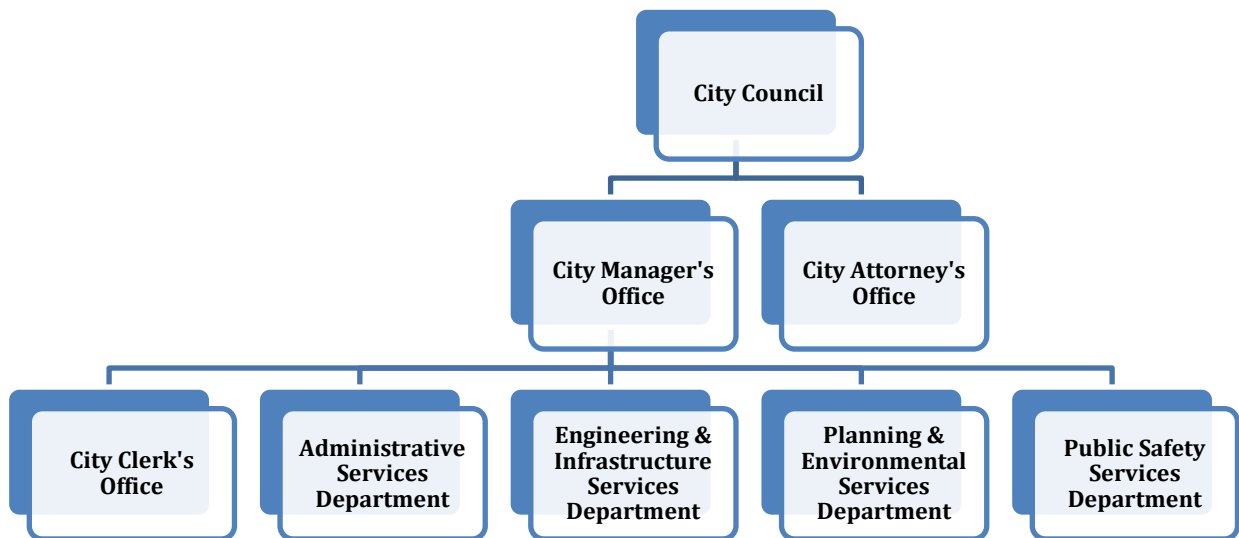 City Council
City Manager's
Office
City Attorney's
Office
City Clerk's
Office
Administrative
Services
Department
Engineering &
Infrastructure
Services
Department
Planning &
Environmental
Services
Department
Public Safety
Services
Department